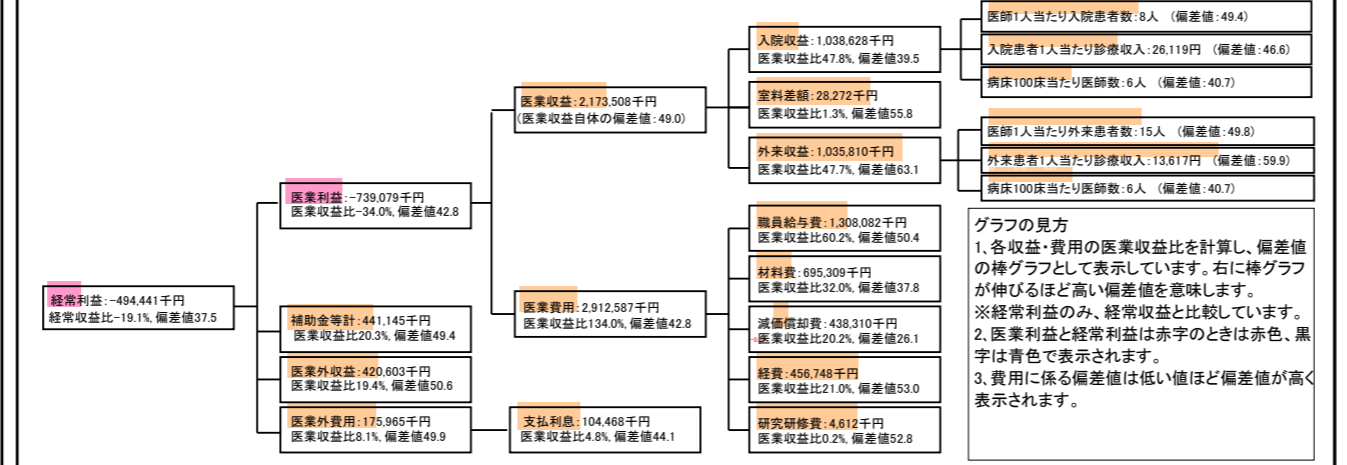 経常利益:-494,441千円
経常収益比-19.1%, 偏差値37.5
医業利益:-739,079千円
医業収益比-34.0%, 偏差値42.8
補助金等計:441,145千円
医業収益比20.3%, 偏差値49.4
医業外収益:420,603千円
医業収益比19.4%, 偏差値50.6
医業外費用:175,965千円
医業収益比8.1%, 偏差値49.9
医業収益:2,173,508千円
(医業収益自体の偏差値:49.0)
医業費用:2,912,587千円
医業収益比134.0%, 偏差値42.8
支払利息:104,468千円
医業収益比4.8%, 偏差値44.1
入院収益:1,038,628千円
医業収益比47.8%, 偏差値39.5
室料差額:28,272千円
医業収益比1.3%, 偏差値55.8
外来収益:1,035,810千円
医業収益比47.7%, 偏差値63.1
職員給与費:1,308,082千円
医業収益比60.2%, 偏差値50.4
材料費:695,309千円
医業収益比32.0%, 偏差値37.8
減価償却費:438,310千円
医業収益比20.2%, 偏差値26.1
経費:456,748千円
医業収益比21.0%, 偏差値53.0
研究研修費:4,612千円
医業収益比0.2%, 偏差値52.8
医師1人当たり入院患者数:8人 (偏差値:49.4)
入院患者1人当たり診療収入:26,119円 (偏差値:46.6)
病床100床当たり医師数:6人 (偏差値:40.7)
医師1人当たり外来患者数:15人 (偏差値:49.8)
外来患者1人当たり診療収入:13,617円 (偏差値:59.9)
病床100床当たり医師数:6人 (偏差値:40.7)
グラフの見方
1、各収益・費用の医業収益比を計算し、偏差値
の棒グラフとして表示しています。右に棒グラフ
が伸びるほど高い偏差値を意味します。
※経常利益のみ、経常収益と比較しています。
2、医業利益と経常利益は赤字のときは赤色、黒
字は青色で表示されます。
3、費用に係る偏差値は低い値ほど偏差値が高く
表示されます。